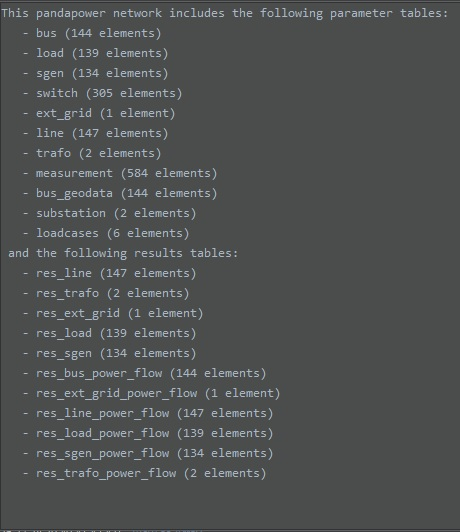 This pandapower network includes the following parameter tables:
- bus (144 elements)
- load (139 elements)
- sgen (134 elements)
- switch (305 elements)
- ext_grid (1 element)
- line (147 elements)
- trafo (2 elements)
- measurement (584 elements)
- bus_geodata (144 elements)
- substation (2 elements)
- loadcases (6 elements)
and the following results tables:
- res_line (147 elements)
- res_trafo (2 elements)
- res_ext_grid (1 element)
- res_load (139 elements)
- res_sgen (134 elements)
- res_bus_power_flow (144 elements)
- res_ext_grid_power_flow (1 element)
- res_line_power_flow (147 elements)
- res_load_power_flow (139 elements)
- res_sgen_power_flow (134 elements)
- res_trafo_power_flow (2 elements)